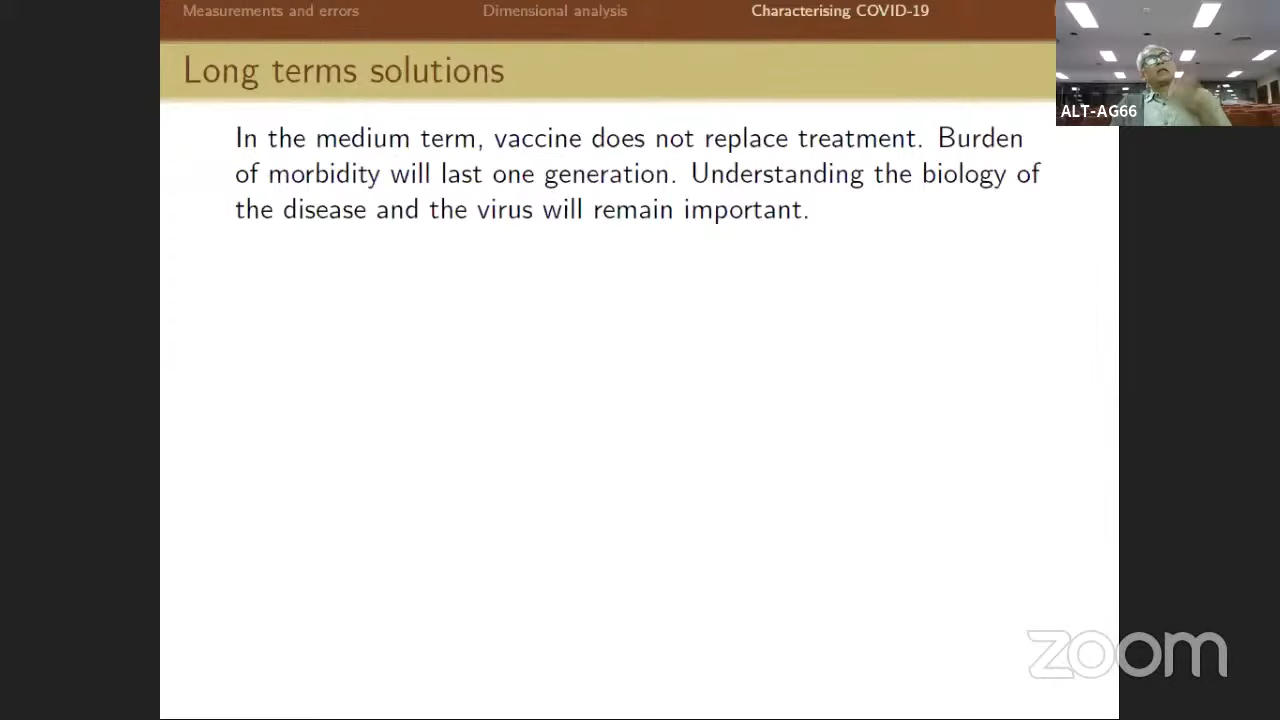 Measurements and errors Dimensional analysis Characterising COVID-19
Long terms solutions
ALT-AG66
In the medium term, vaccine does not replace treatment. Burden
of morbidity will last one generation. Understanding the biology of
the disease and the virus will remain important.
zoom